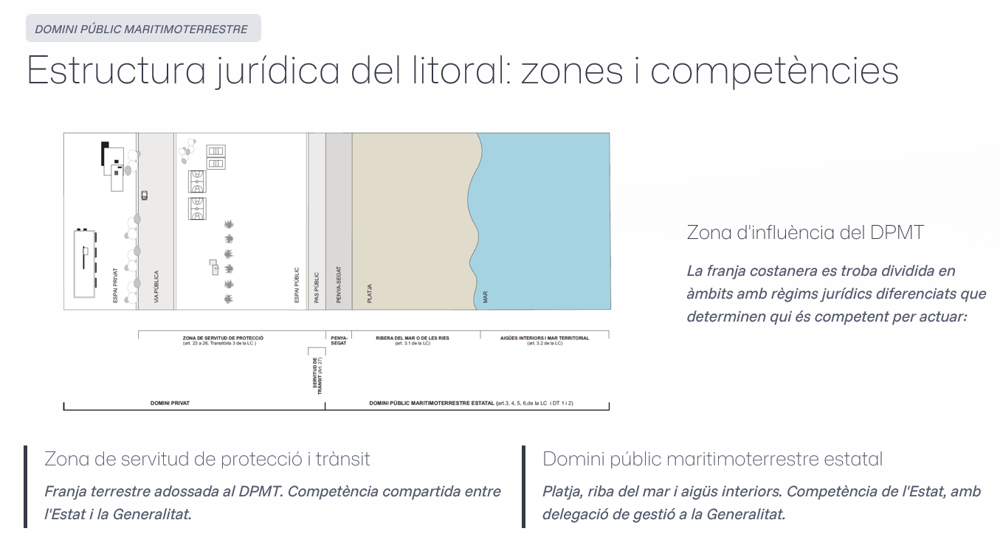 DOMINI PÚBLIC MARITIMOTERRESTRE
Estructura jurídica del litoral: zones i competències
ESPAI PRIVAT
VIA PÚBLICA
ESPAI PÚBLIC
PAS PÚBLIC
PENYA-SEGAT
PLATJA
MAR
ZONA DE SERVITUD DE PROTECCIÓ
(art. 23 a 26, Transitòria 3 de la LC )
PENYA-
SEGAT
RIBERA DEL MAR O DE LES RIES
(art. 3.1 de la LC)
AIGÜES INTERIORS I MAR TERRITORIAL
(art. 3.2 de la LC)
SERVITUD DE
TRÀNSIT (Art. 27)
DOMINI PRIVAT
DOMINI PÚBLIC MARITIMOTERRESTRE ESTATAL (art.3, 4, 5, 6,de la LC i DT 1 i 2)
Zona d'influència del DPMT
La franja costanera es troba dividida en
àmbits amb règims jurídics diferenciats que
determinen qui és competent per actuar:
Zona de servitud de protecció i trànsit
Franja terrestre adossada al DPMT. Competència compartida entre
l'Estat i la Generalitat.
Domini públic maritimoterrestre estatal
Platja, riba del mar i aigüs interiors. Competència de l'Estat, amb
delegació de gestió a la Generalitat.